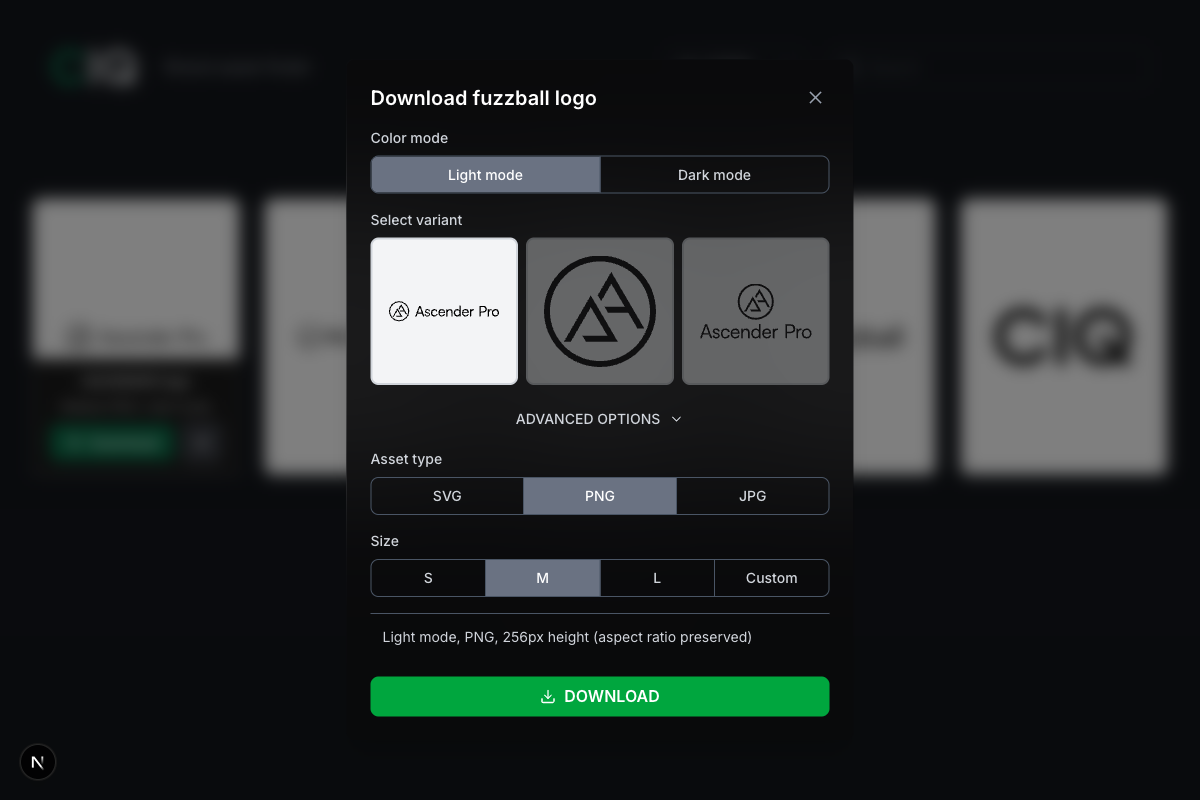 CIQ
Download fuzzball logo
Color mode
Light mode
Dark mode
Select variant
Ascender Pro
Ascender Pro
ADVANCED OPTIONS
Asset type
SVG
PNG
JPG
Size
S
M
L
Custom
Light mode, PNG, 256px height (aspect ratio preserved)
DOWNLOAD
CIQ
N